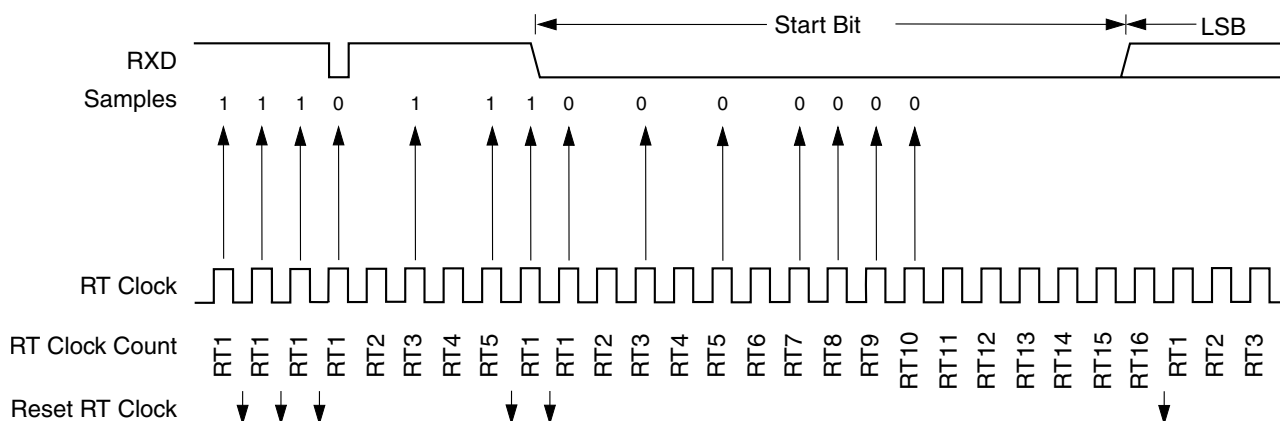 Start Bit LSB
RXD
Samples 1 1 1 0 1 1 1 0 0 0 0 0 0 0
RT Clock
RT Clock Count RT1 RT1 RT1 RT1 RT2 RT3 RT4 RT5 RT1 RT1 RT2 RT3 RT4 RT5 RT6 RT7 RT8 RT9 RT10 RT11 RT12 RT13 RT14 RT15 RT16 RT1 RT2 RT3
Reset RT Clock